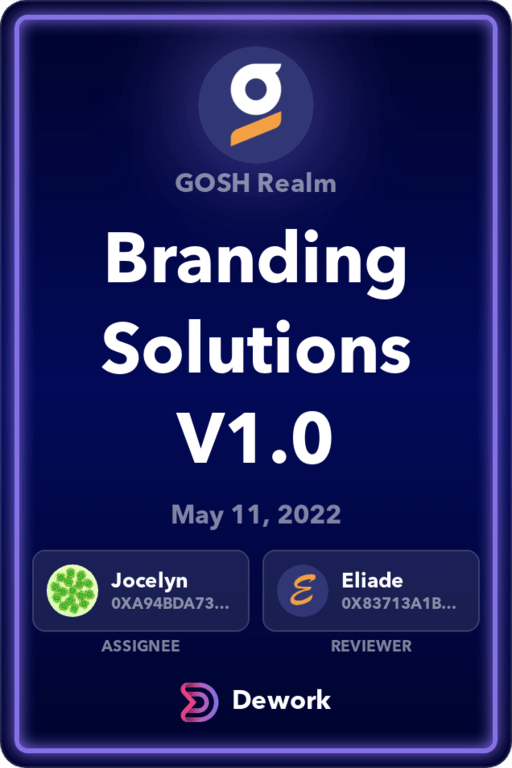 GOSH Realm
Branding
Solutions
V1.0
May 11, 2022
Jocelyn
0XA94BDA73...
Eliade
0X83713A1B...
ASSIGNEE
REVIEWER
Dework